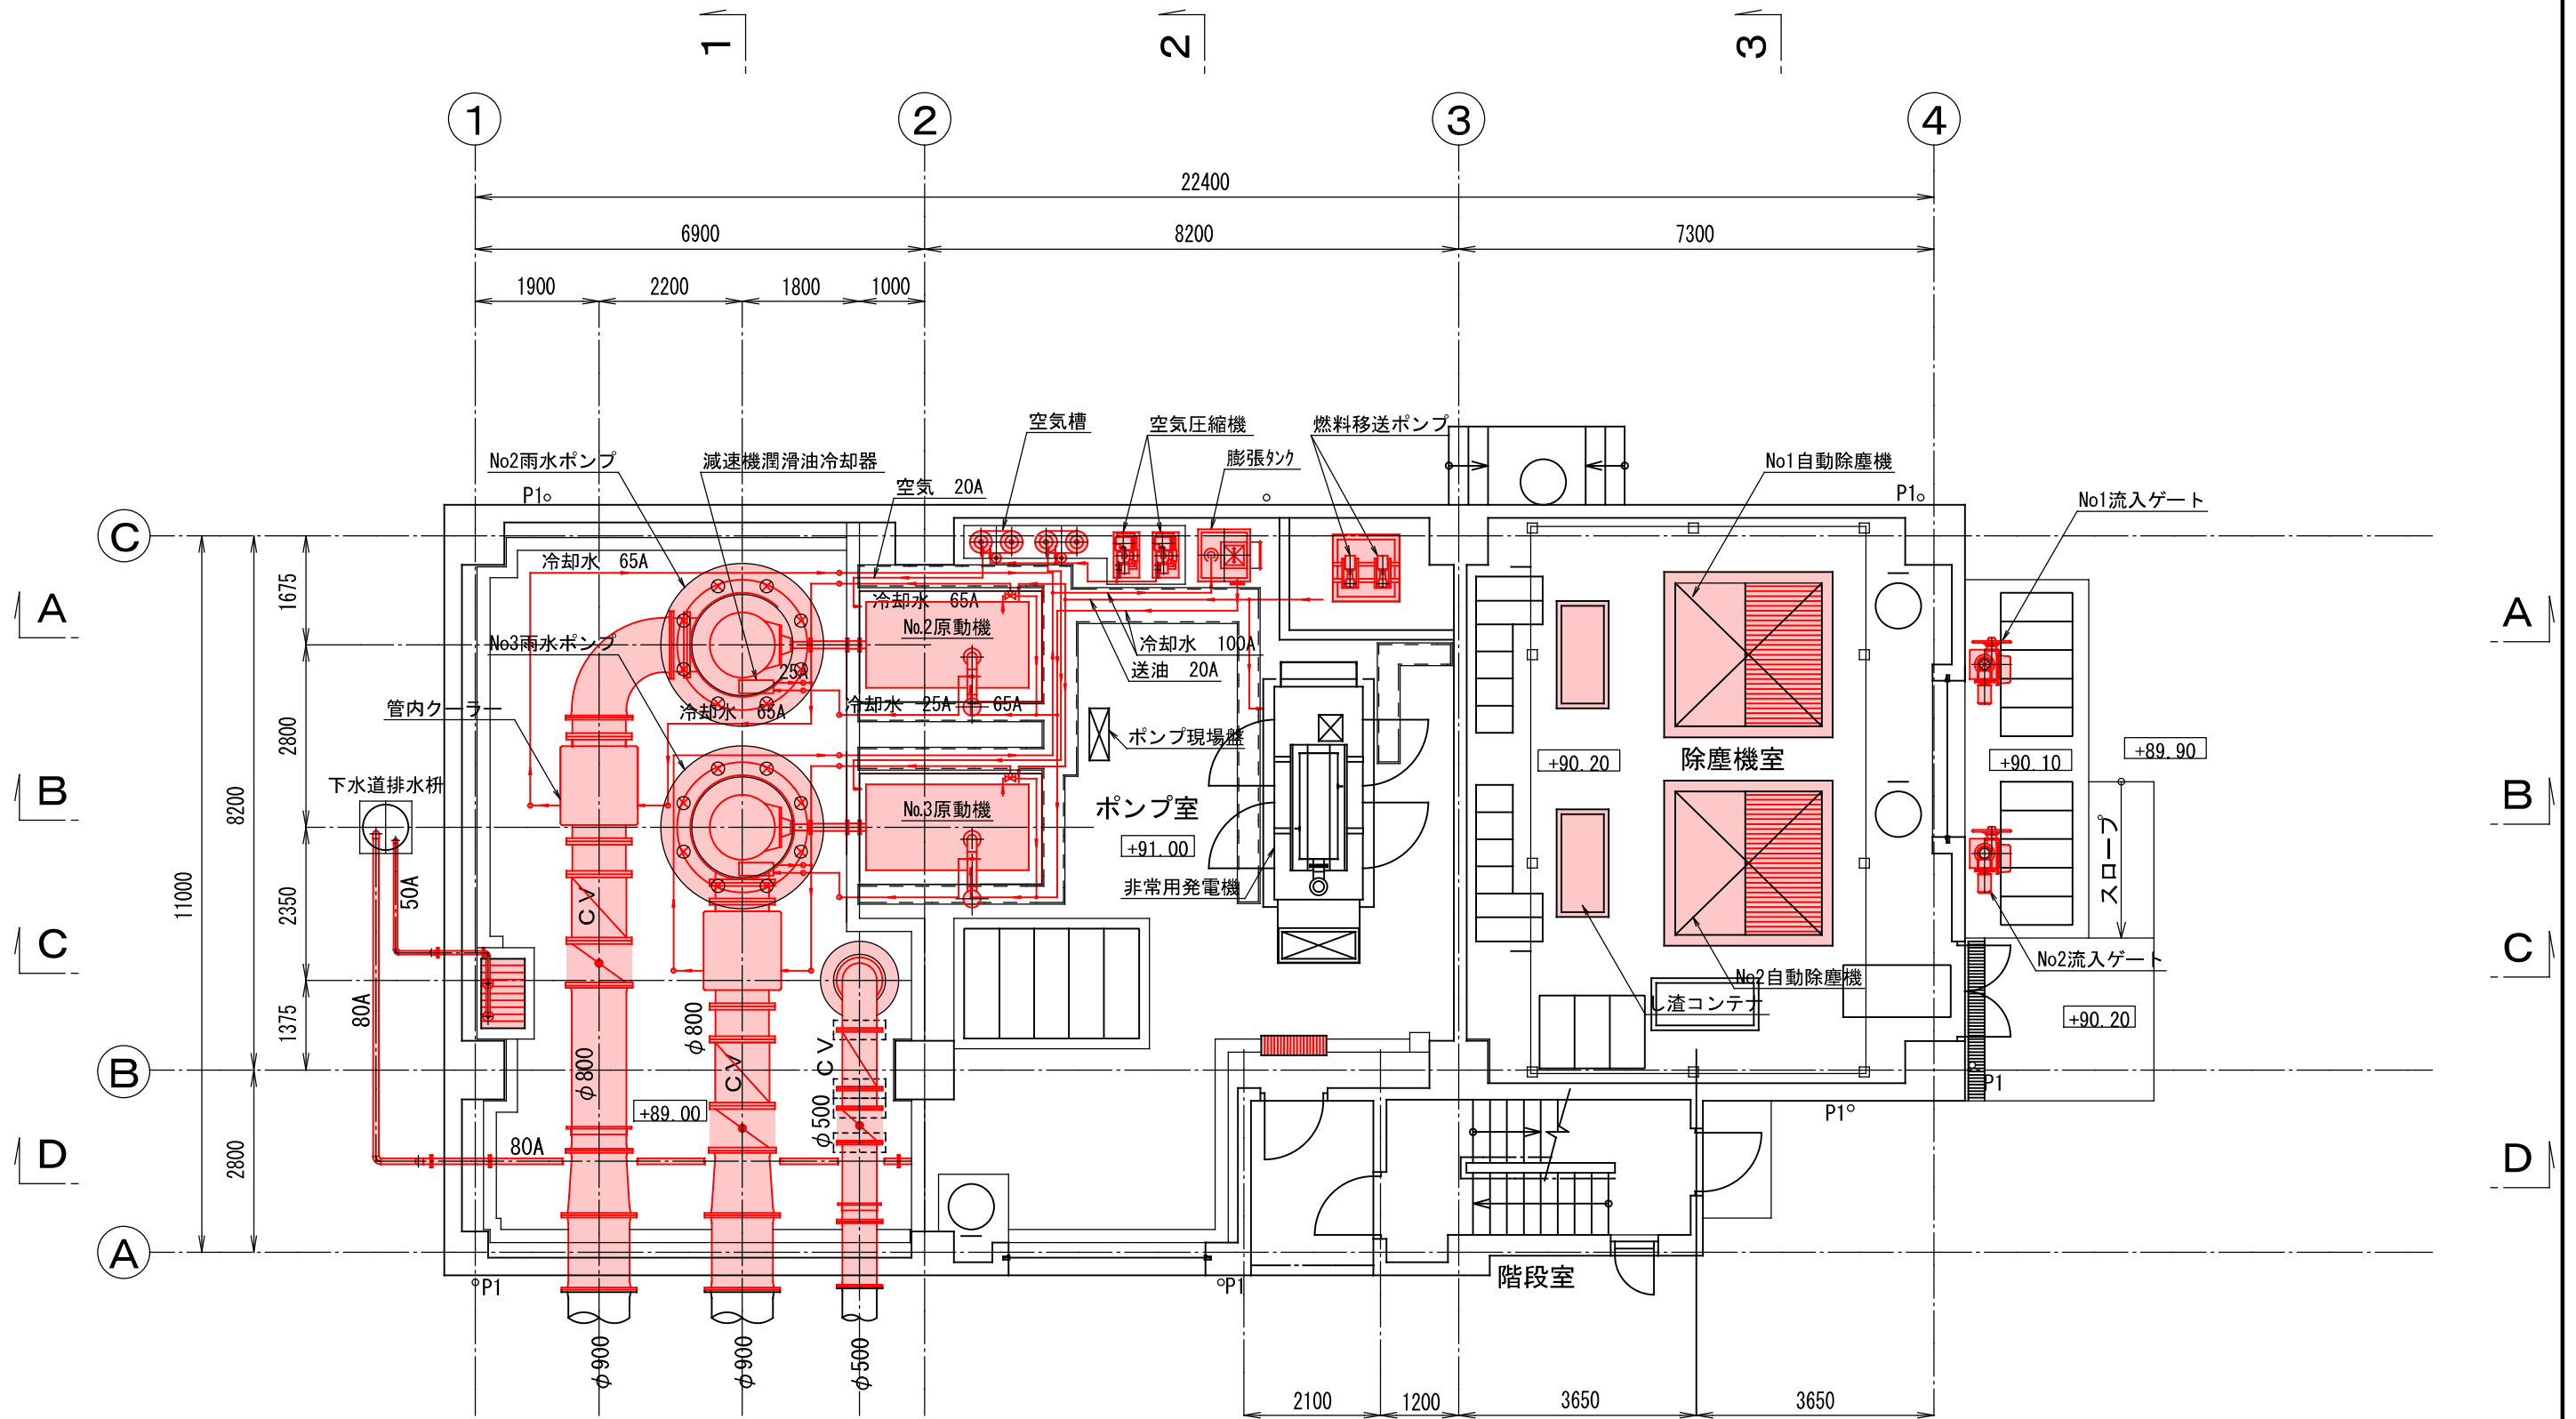 1
2
3
1
2
3
4
22400
6900
8200
7300
1900
2200
1800
1000
空気槽
空気圧縮機
燃料移送ポンプ
膨張タンク
No2雨水ポンプ
減速機潤滑油冷却器
No1自動除塵機
空気 20A
P1
P1
No1流入ゲート
C
冷却水 65A
1675
A
冷却水 65A
A
No.2原動機
No3雨水ポンプ
冷却水 100A
25A
送油 20A
管内クーラー
冷却水 65A
冷却水 25A
65A
2800
ポンプ現場盤
除塵機室
+90.20
+90.10
+89.90
下水道排水桝
B
8200
No.3原動機
ポンプ室
B
+91.00
スロープ
11000
50A
2350
CV
非常用発電機
C
No2自動除塵機
No2流入ゲート
C
80A
し渣コンテナ
1375
φ800
φ800
CV
CV
+90.20
B
P1
+89.00
φ500
P1
D
80A
D
2800
A
P1
P1
階段室
φ900
φ900
φ500
2100
1200
3650
3650